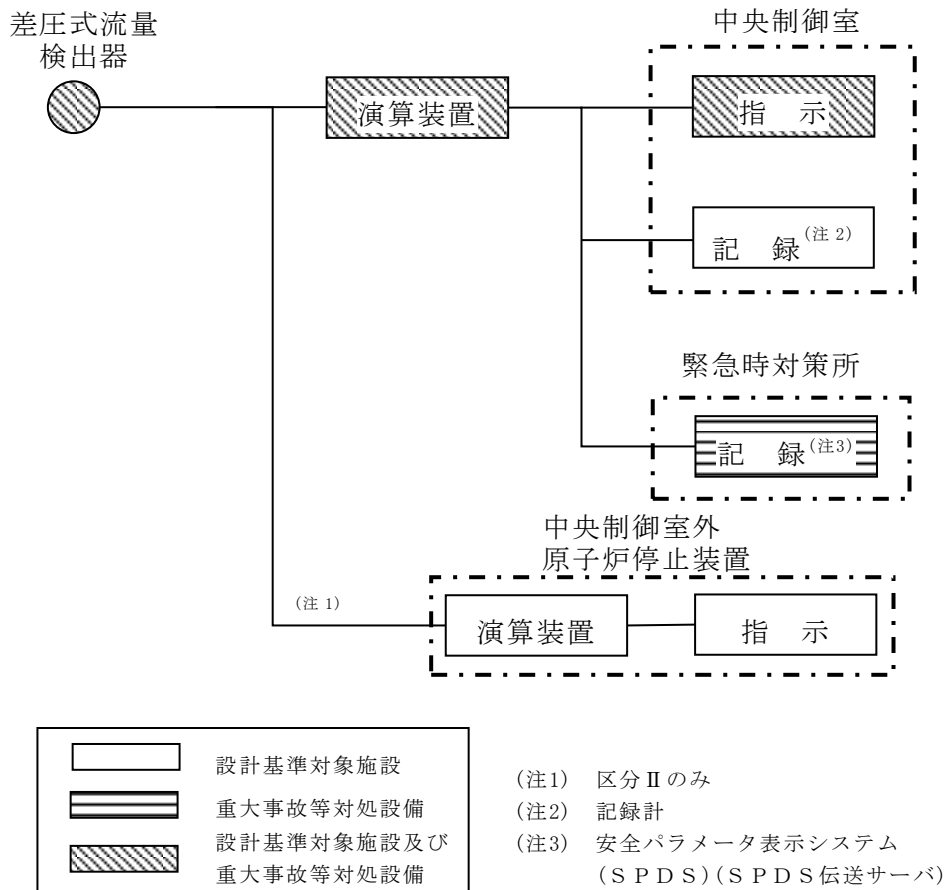 差圧式流量
検出器
中央制御室
演算装置
指　示
記　録(注 2)
緊急時対策所
記　録(注3)
中央制御室外
原子炉停止装置
(注 1)
演算装置
指　示
設計基準対象施設
重大事故等対処設備
設計基準対象施設及び
重大事故等対処設備
(注1)　区分Ⅱのみ
(注2)　記録計
(注3)　安全パラメータ表示システム
(ＳＰＤＳ)(ＳＰＤＳ伝送サーバ)